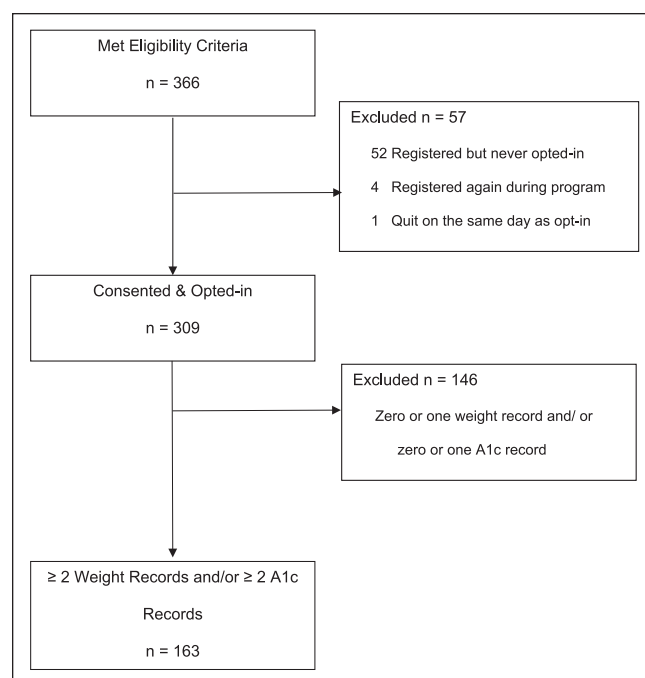 Met Eligibility Criteria
n = 366
Excluded n = 57
52 Registered but never opted-in
4 Registered again during program
1 Quit on the same day as opt-in
Consented & Opted-in
n = 309
Excluded n = 146
Zero or one weight record and/ or
zero or one A1c record
≥ 2 Weight Records and/or ≥ 2 A1c
Records
n = 163